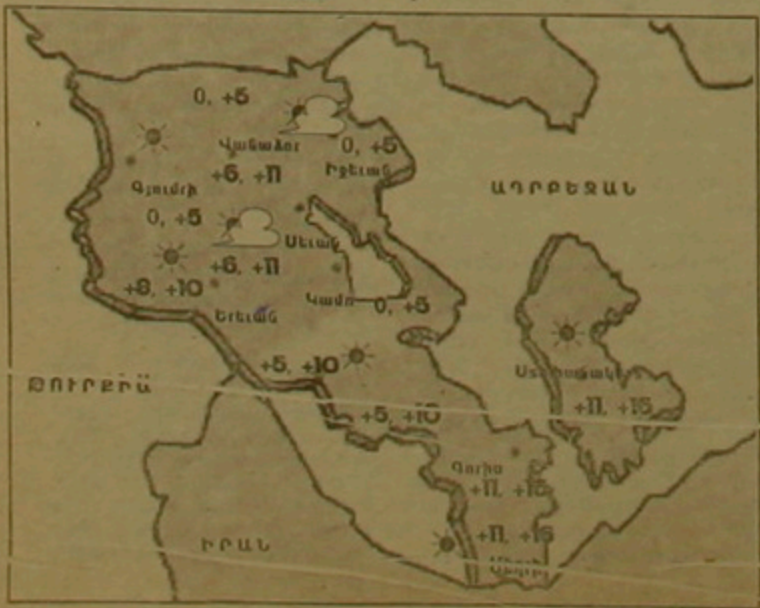 0, +5
Վանաձոր
0, +5
Իջեւան
+6, +11
Գյումրի
ԱԴՐԲԵՋԱՆ
0, +5
Սեւան
+6, +11
+8, +10
Կամո
0, +5
Երեւան
+5, +10
ԹՈՒՐՔԻԱ
Ստեփանակերտ
+11, +15
+5, +10
Գորիս
+11, +15
+11, +15
ԻՐԱՆ
Մեղրի